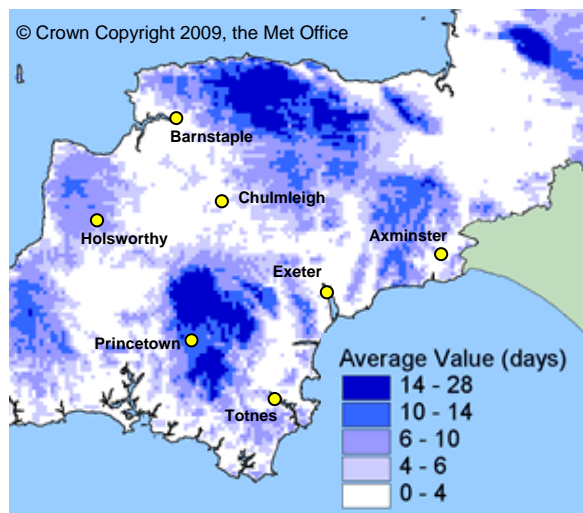 © Crown Copyright 2009, the Met Office
Barnstaple
Chulmleigh
Holsworthy
Axminster
Exeter
Princetown
Totnes
Average Value (days)
14 - 28
10 - 14
6 - 10
4 - 6
0 - 4